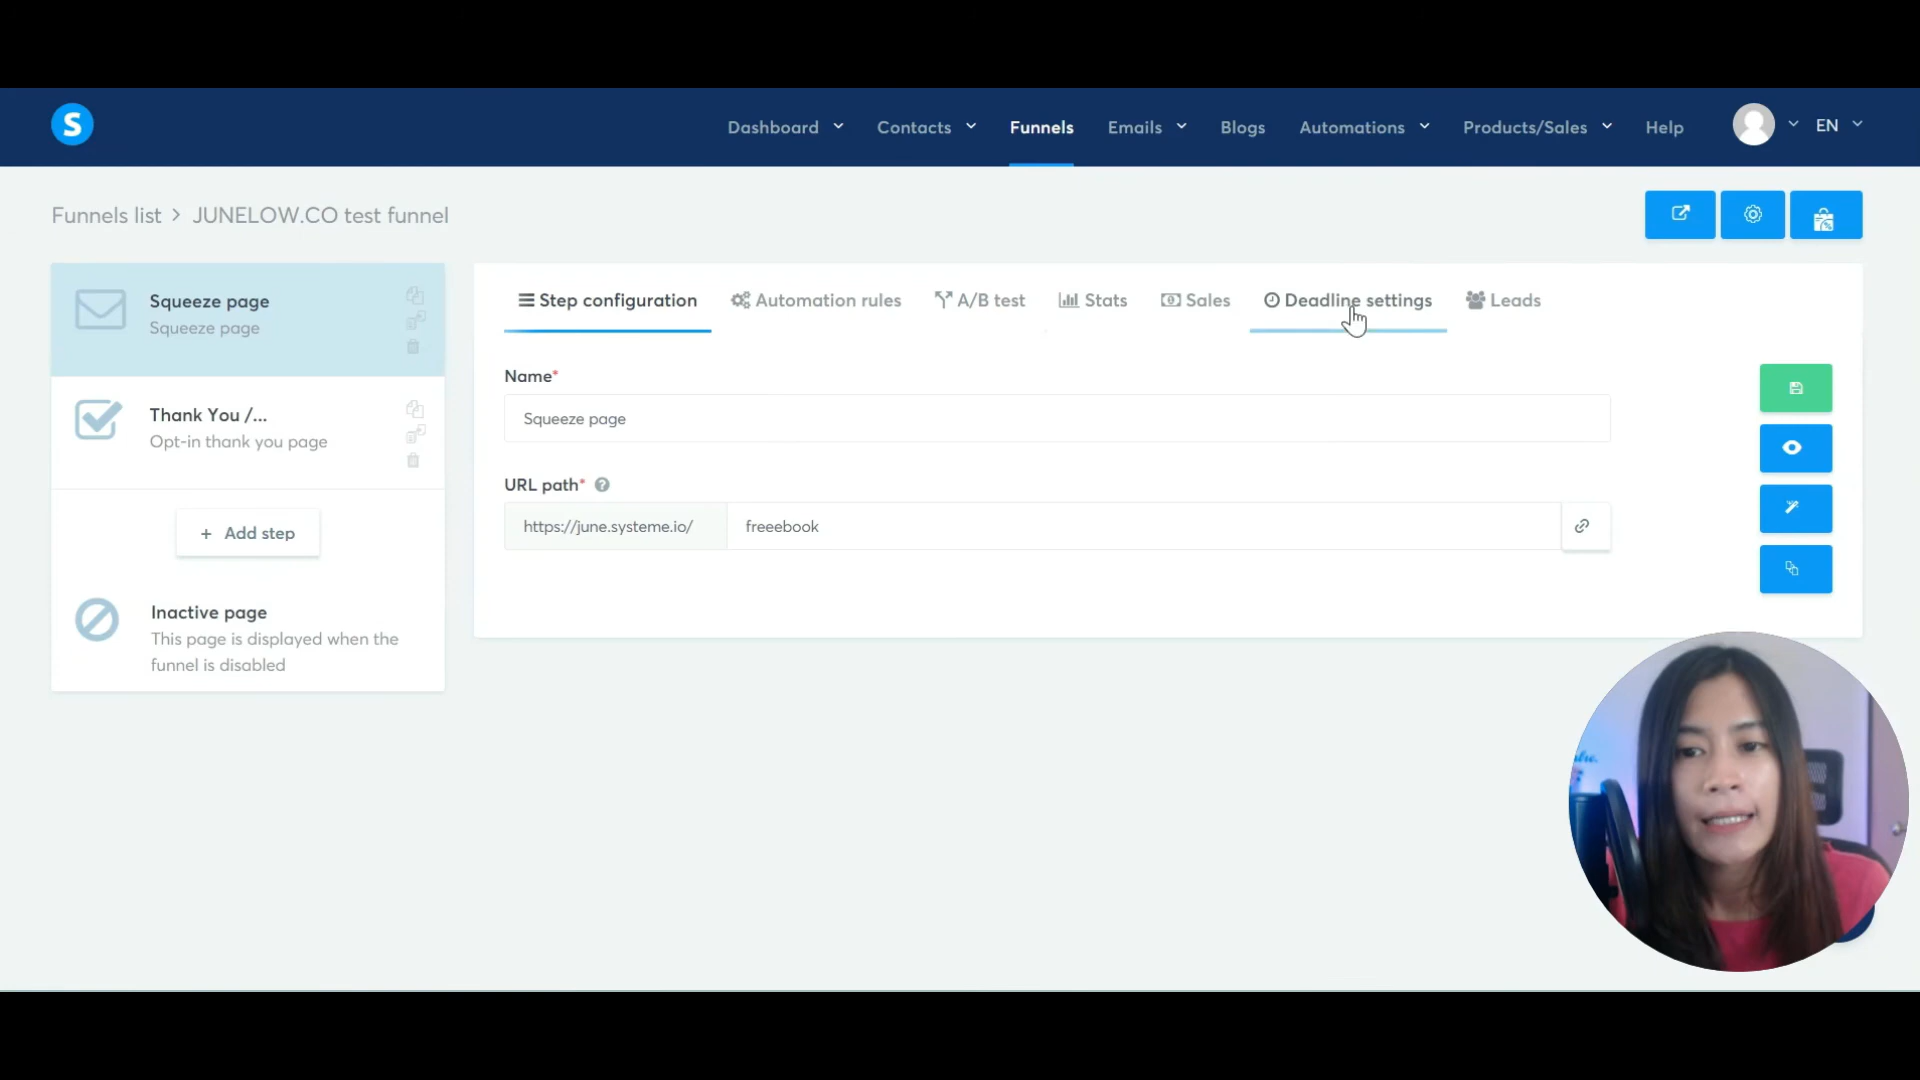 S
Dashboard
Contacts
Funnels
Emails
Blogs
Automations
Products/Sales
Help
EN
Funnels list > JUNELOW.CO test funnel
Squeeze page
Squeeze page
Thank You /...
Opt-in thank you page
+ Add step
Inactive page
This page is displayed when the
funnel is disabled
Step configuration
Automation rules
A/B test
Stats
Sales
Deadline settings
Leads
Name*
Squeeze page
URL path* ?
https://june.systeme.io/
freeebook